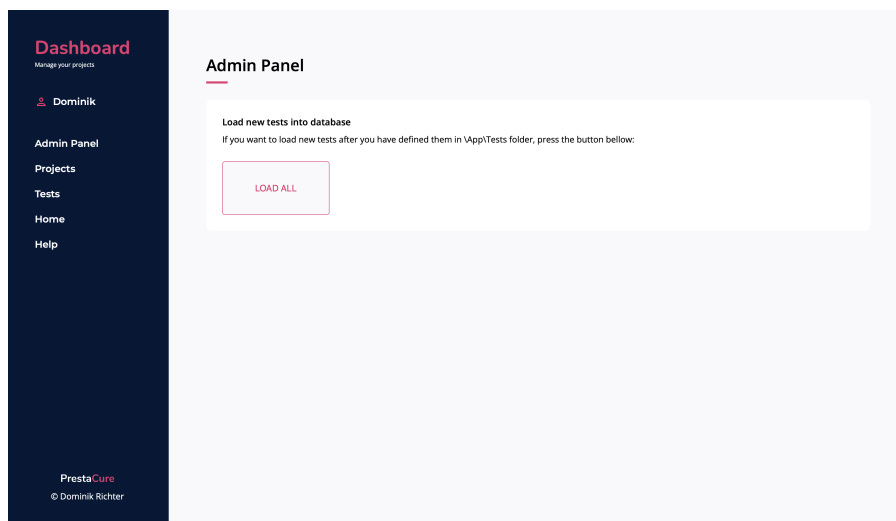 Dashboard
Manage your projects
Dominik
Admin Panel
Projects
Tests
Home
Help
PrestaCure
© Dominik Richter
Admin Panel
Load new tests into database
If you want to load new tests after you have defined them in \App\Tests folder, press the button bellow:
LOAD ALL